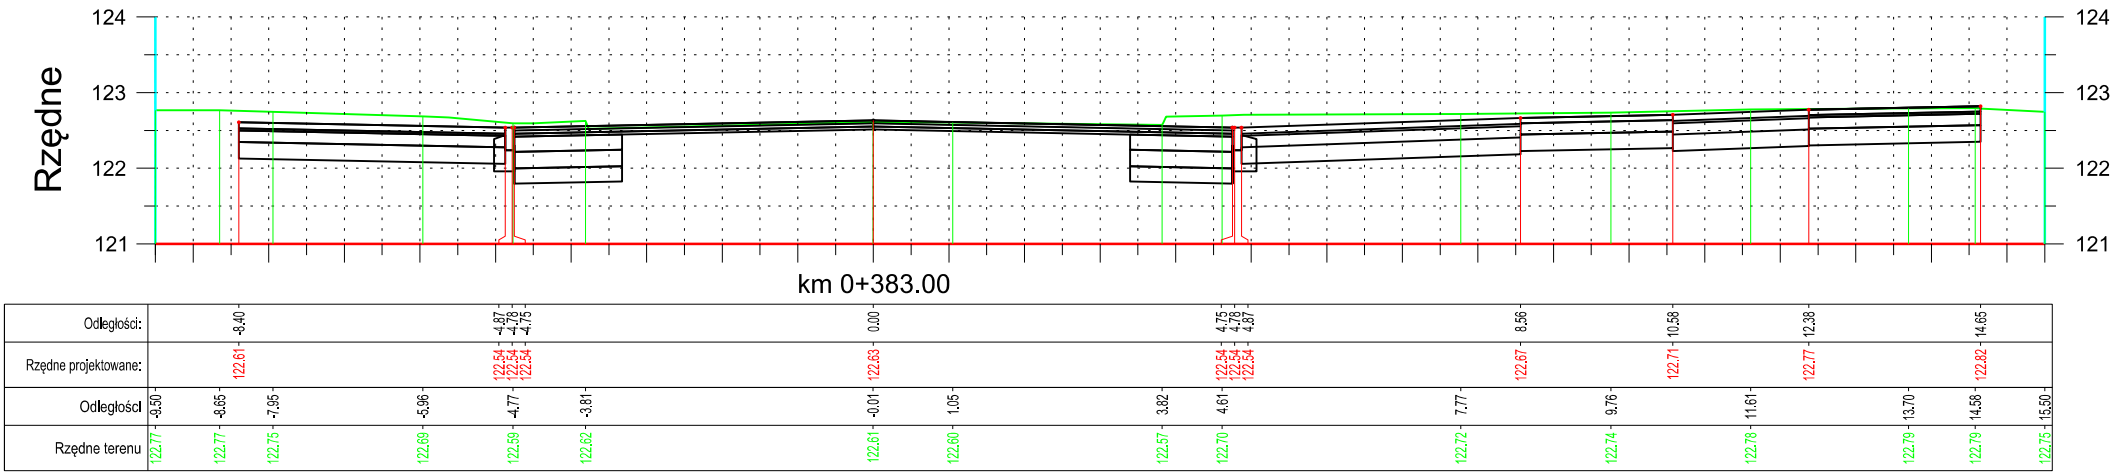 124 124
123 123
122 122
121 121
Rzędne
km 0+383.00
Odległości: -8.40 -4.87 -4.78 -4.75 0.00 4.75 4.78 4.87 8.56 10.58 12.38 14.65
Rzędne projektowane: 122.61 122.54 122.54 122.54 122.63 122.54 122.54 122.54 122.67 122.71 122.77 122.82
Odległości -9.50 -8.65 -7.95 -5.96 -4.77 -3.81 -0.01 1.05 3.82 4.61 7.77 9.76 11.61 13.70 14.58 15.50
Rzędne terenu 122.77 122.77 122.75 122.69 122.59 122.62 122.61 122.60 122.57 122.70 122.72 122.74 122.78 122.79 122.79 122.75